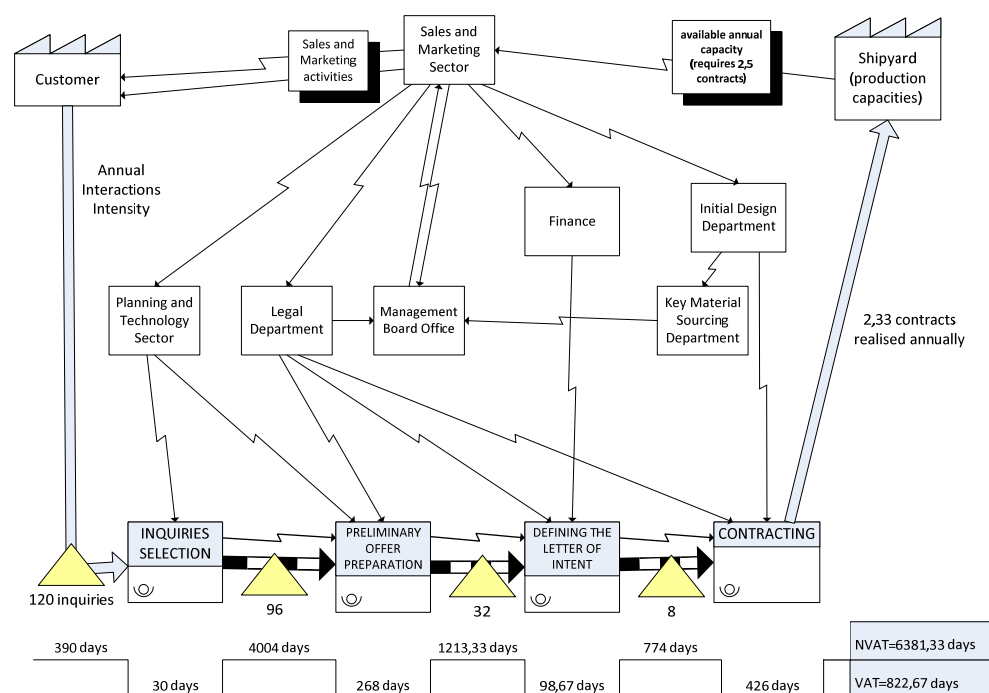 Customer
Sales and
Marketing
activities
Sales and
Marketing
Sector
available annual
capacity
(requires 2,5
contracts)
Shipyard
(production
capacities)
Annual
Interactions
Intensity
Finance
Initial Design
Department
Planning and
Technology
Sector
Legal
Department
Management
Board Office
Key Material
Sourcing
Department
2,33 contracts
realised annually
INQUIRIES
SELECTION
PRELIMINARY
OFFER
PREPARATION
DEFINING THE
LETTER OF
INTENT
CONTRACTING
120 inquiries
96
32
8
390 days
4004 days
1213,33 days
774 days
NVAT=6381,33 days
30 days
268 days
98,67 days
426 days
VAT=822,67 days